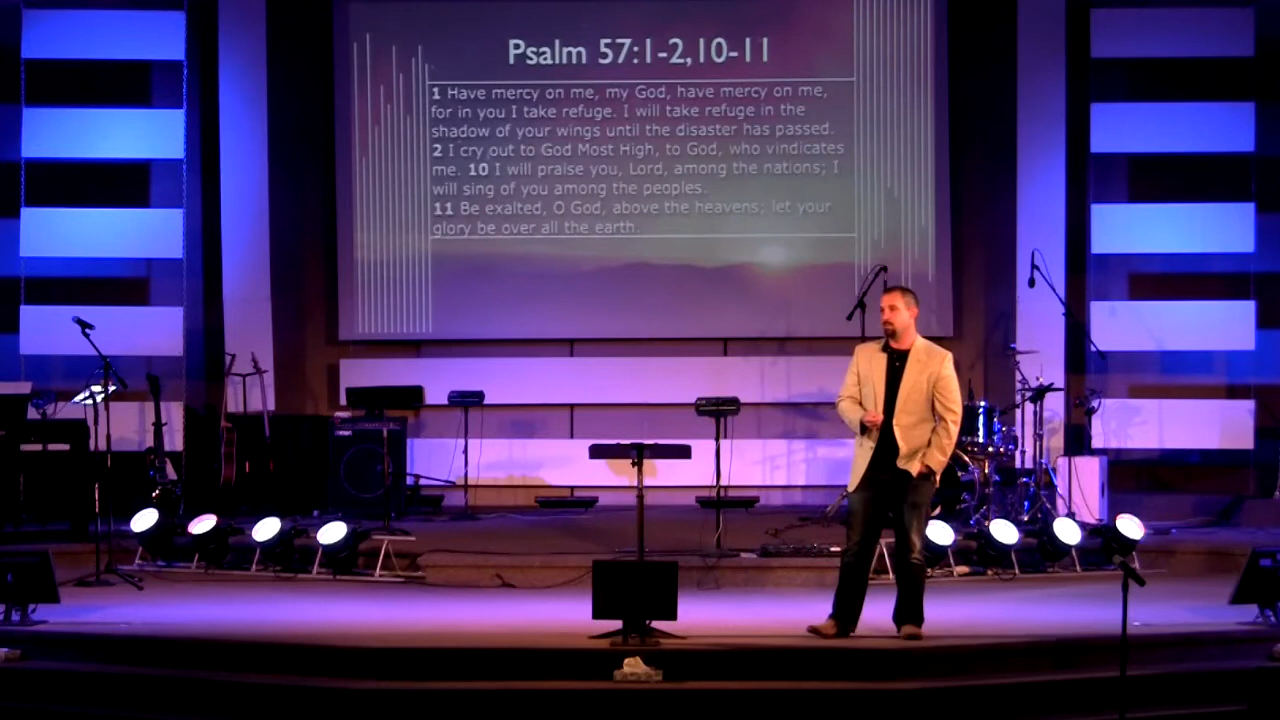 Psalm 57:1-2,10-11
1 Have mercy on me, my God, have mercy on me,
for in you I take refuge. I will take refuge in the
shadow of your wings until the disaster has passed.
2 I cry out to God Most High, to God, who vindicates
me. 10 I will praise you, Lord, among the nations; I
will sing of you among the peoples.
11 Be exalted, O God, above the heavens; let your
glory be over all the earth.